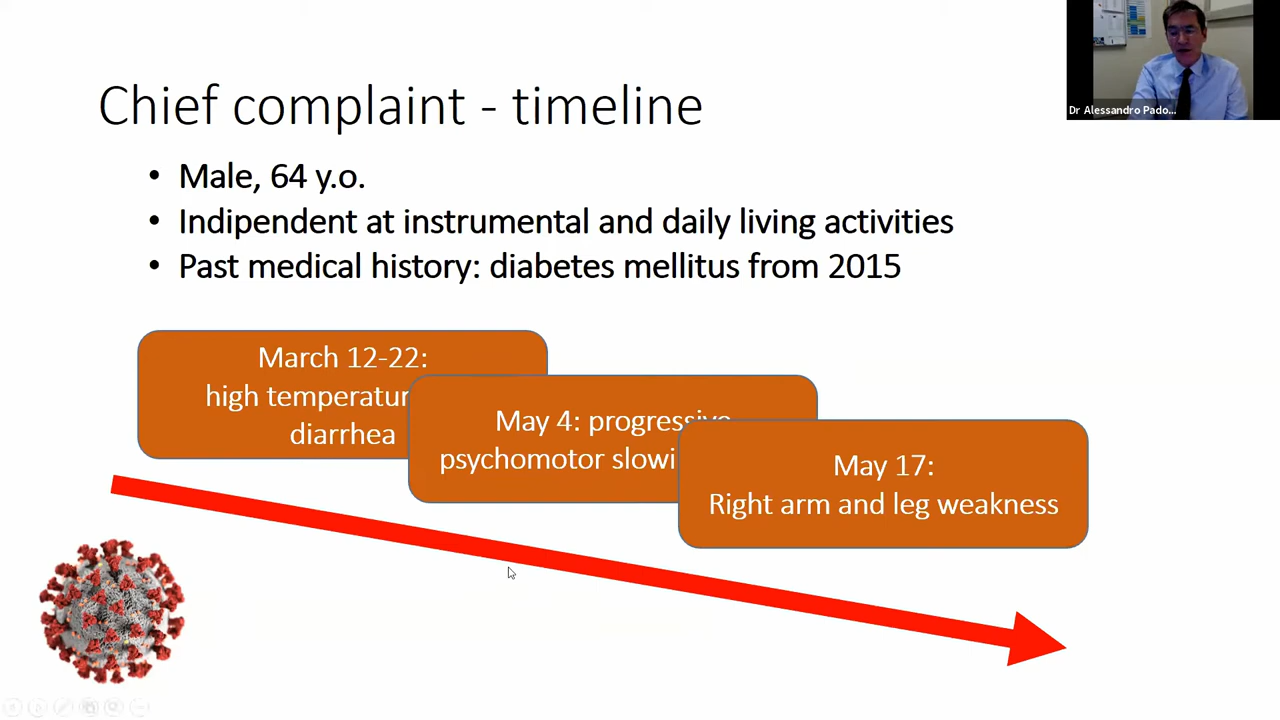 Chief complaint - timeline
Dr Alessandro Pado...
• Male, 64 y.o.
• Indipendent at instrumental and daily living activities
• Past medical history: diabetes mellitus from 2015
March 12-22:
high
diarrhea
May 4: progressive
psychomotor
May 17:
Right arm and leg weakness